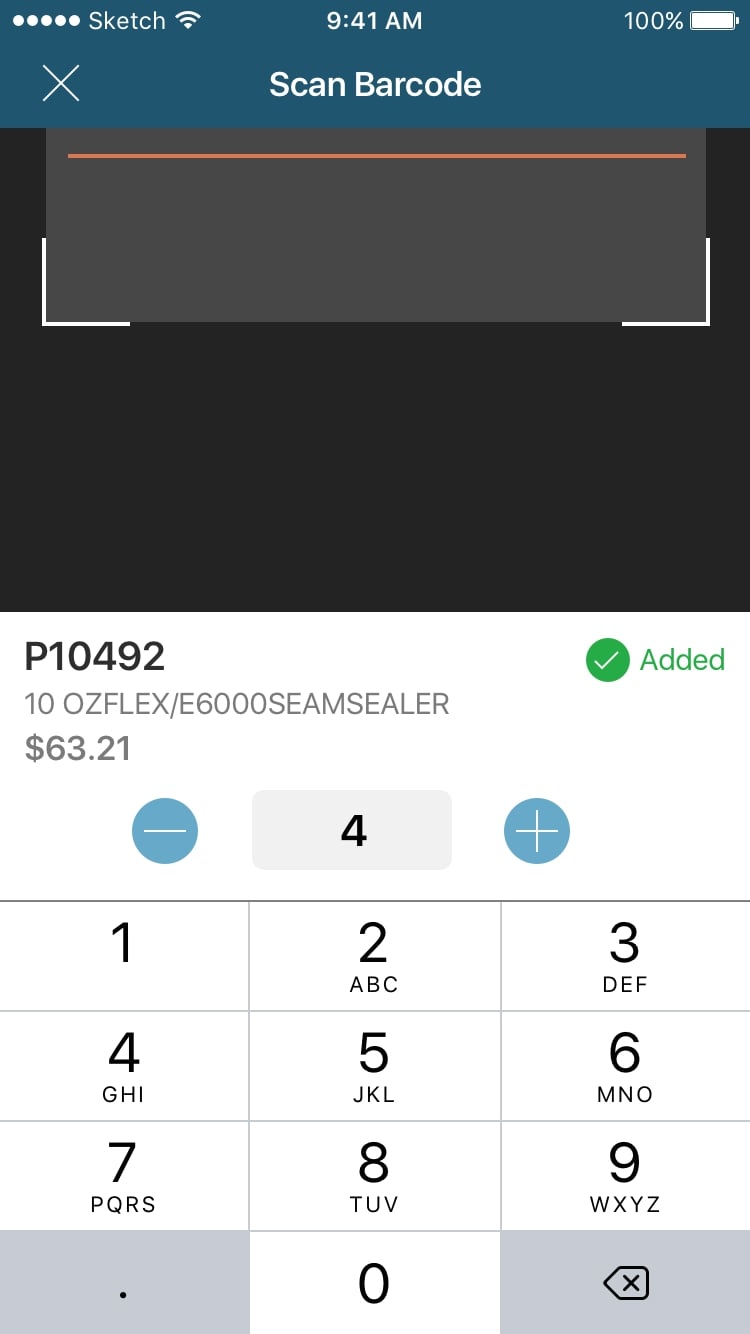 Sketch 9:41 AM 100%
Scan Barcode
P10492
Added
10 OZFLEX/E6000SEAMSEALER
$63.21
4
1 2 3
ABC DEF
4 5 6
GHI JKL MNO
7 8 9
PQRS TUV WXYZ
. 0